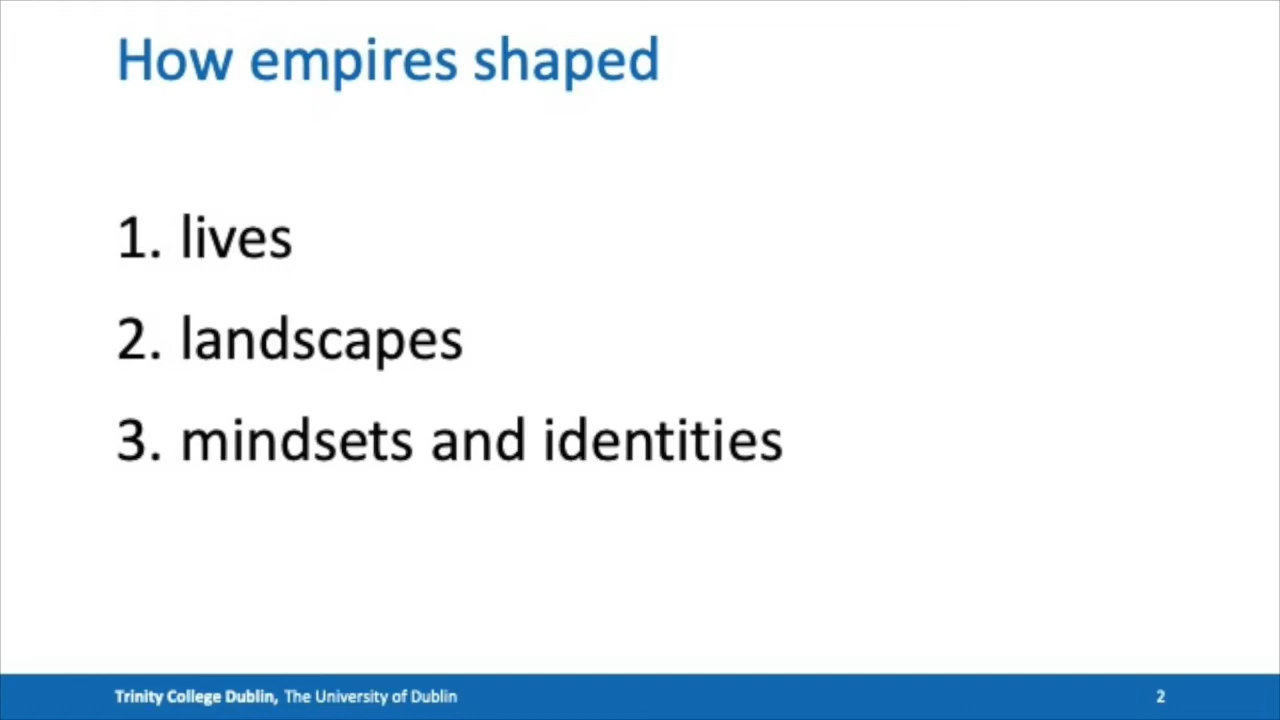 How empires shaped
1. lives
2. landscapes
3. mindsets and identities
Trinity College Dublin, The University of Dublin 2